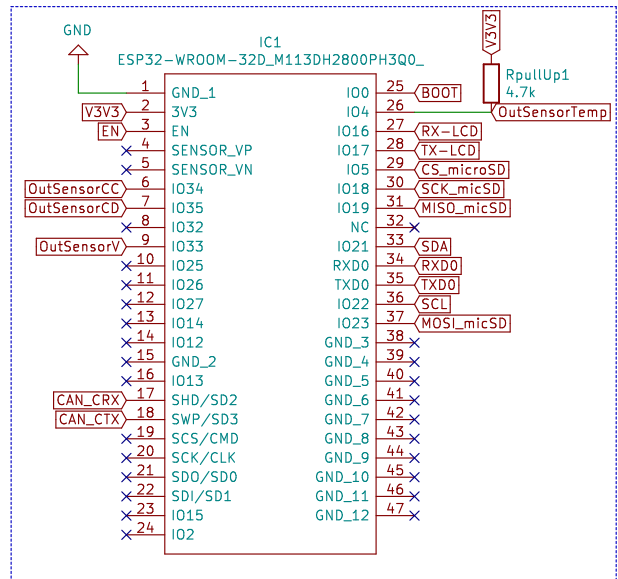 GND
IC1
ESP32-WROOM-32D_M113DH2800PH3Q0_
V3V3
RpullUp1
4.7k
1 GND_1 IO0 25 BOOT
V3V3 2 3V3 IO4 26 OutSensorTemp
EN 3 EN IO16 27 RX-LCD
4 SENSOR_VP IO17 28 TX-LCD
5 SENSOR_VN IO5 29 CS_microSD
OutSensorCC 6 IO34 IO18 30 SCK_micSD
OutSensorCD 7 IO35 IO19 31 MISO_micSD
8 IO32 NC 32
OutSensorV 9 IO33 IO21 33 SDA
10 IO25 RXD0 34 RXD0
11 IO26 TXD0 35 TXD0
12 IO27 IO22 36 SCL
13 IO14 IO23 37 MOSI_micSD
14 IO12 GND_3 38
15 GND_2 GND_4 39
16 IO13 GND_5 40
CAN_CRX 17 SHD/SD2 GND_6 41
CAN_CTX 18 SWP/SD3 GND_7 42
19 SCS/CMD GND_8 43
20 SCK/CLK GND_9 44
21 SDO/SD0 GND_10 45
22 SDI/SD1 GND_11 46
23 IO15 GND_12 47
24 IO2